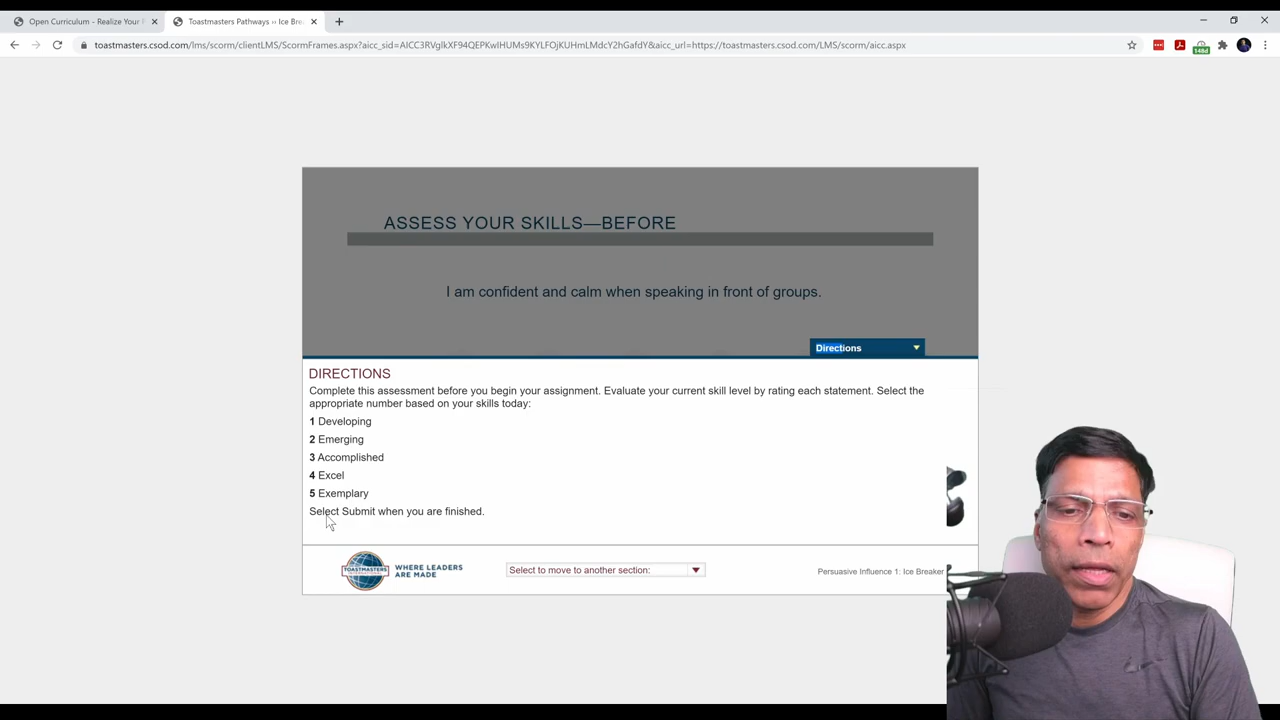 Open Curriculum - Realize Your P
Toastmasters Pathways ›› Ice Brea
toastmasters.csod.com/lms/scorm/clientLMS/ScormFrames.aspx?aicc_sid=AICC3RVglkXF94QEPKwIHUMs9KYLFOjKUHmLMdcY2hGafdY&aicc_url=https://toastmasters.csod.com/LMS/scorm/aicc.aspx
148d
ASSESS YOUR SKILLS—BEFORE
I am confident and calm when speaking in front of groups.
Directions
DIRECTIONS
Complete this assessment before you begin your assignment. Evaluate your current skill level by rating each statement. Select the
appropriate number based on your skills today:
1 Developing
2 Emerging
3 Accomplished
4 Excel
5 Exemplary
Select Submit when you are finished.
TOASTMASTERS
INTERNATIONAL
WHERE LEADERS
ARE MADE
Select to move to another section:
Persuasive Influence 1: Ice Breaker